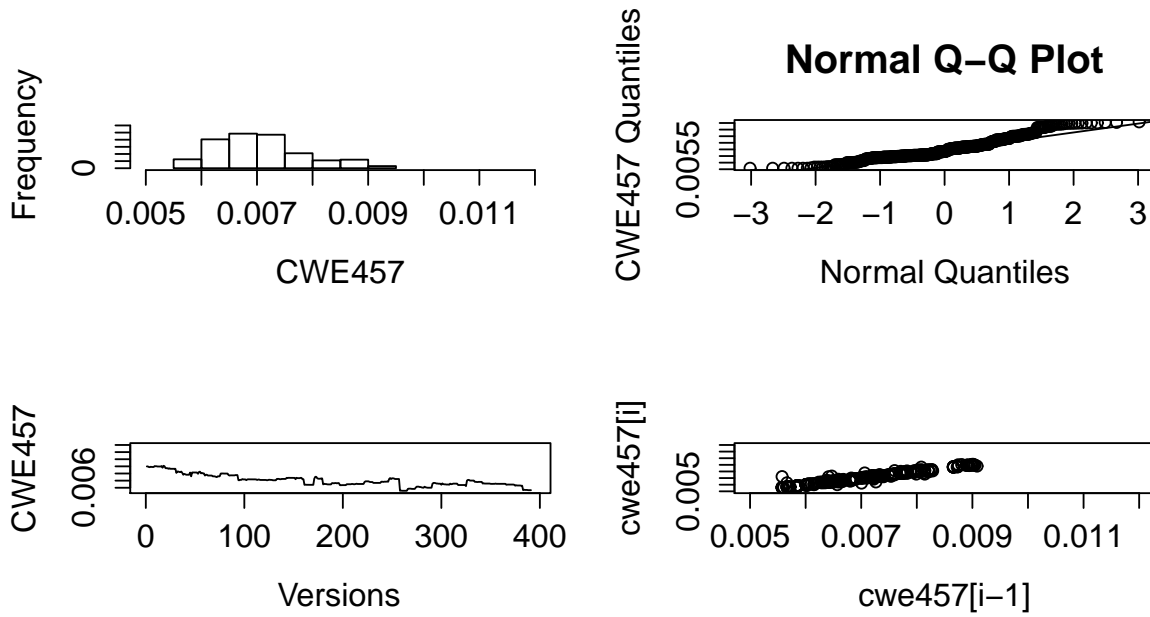 Frequency
0
0.005 0.007 0.009 0.011
CWE457
Normal Q−Q Plot
CWE457 Quantiles
0.0055
−3 −2 −1 0 1 2 3
Normal Quantiles
CWE457
0.006
0 100 200 300 400
Versions
cwe457[i]
0.005
0.005 0.007 0.009 0.011
cwe457[i−1]